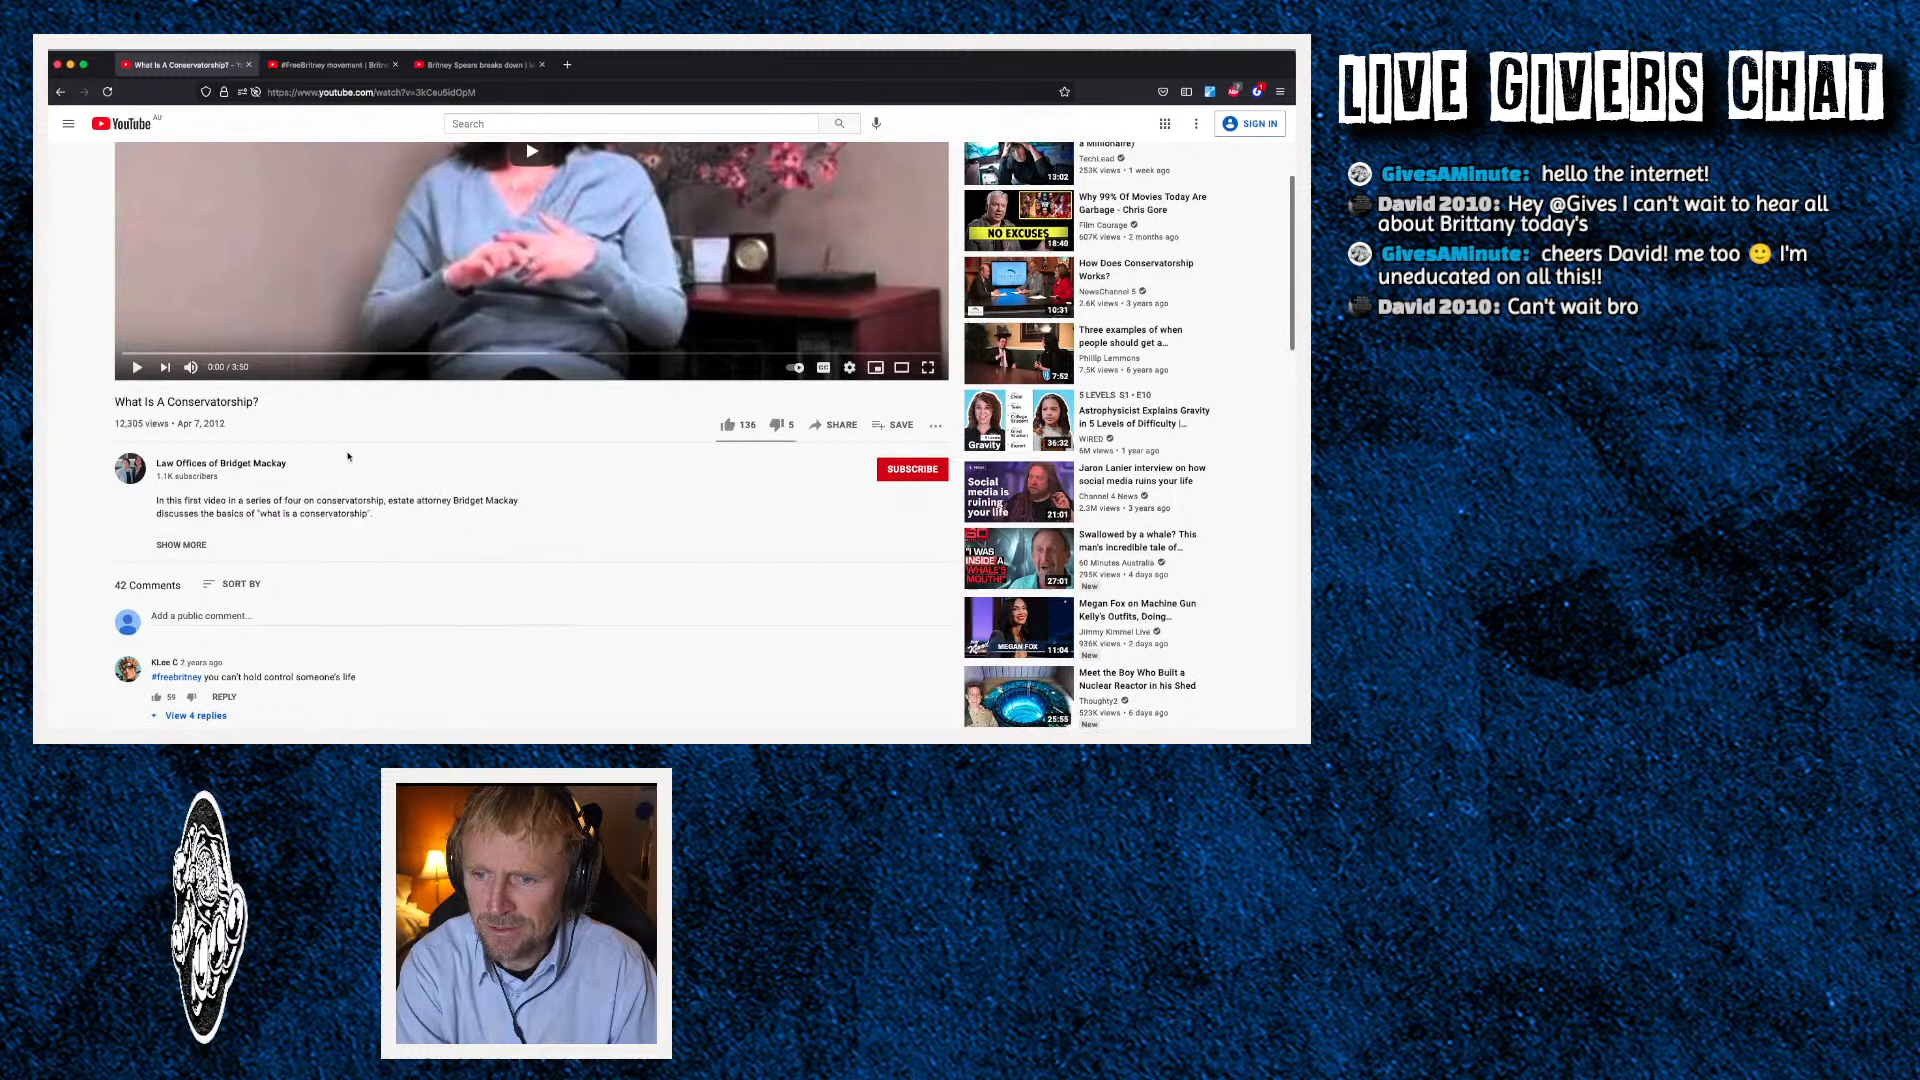 What Is A Conservatorship? - Yo
#FreeBritney movement | Britne
Britney Spears breaks down | M
https://www.youtube.com/watch?v=3kCeu5idOpM
YouTube AU
Search
SIGN IN
0:00 / 3:50
What Is A Conservatorship?
12,305 views • Apr 7, 2012
136
5
SHARE
SAVE
Law Offices of Bridget Mackay
1.1K subscribers
SUBSCRIBE
In this first video in a series of four on conservatorship, estate attorney Bridget Mackay
discusses the basics of "what is a conservatorship".
SHOW MORE
42 Comments
SORT BY
Add a public comment...
KLee C 2 years ago
#freebritney you can't hold control someone's life
59
REPLY
View 4 replies
a Millionaire)
TechLead
253K views • 1 week ago
13:02
Why 99% Of Movies Today Are
Garbage - Chris Gore
Film Courage
607K views • 2 months ago
NO EXCUSES
18:40
How Does Conservatorship
Works?
NewsChannel 5
2.6K views • 3 years ago
10:31
Three examples of when
people should get a...
Phillip Lemmons
7.5K views • 6 years ago
7:52
5 LEVELS S1 • E10
Astrophysicist Explains Gravity
in 5 Levels of Difficulty |...
WIRED
6M views • 1 year ago
Gravity
36:32
Jaron Lanier interview on how
social media ruins your life
Channel 4 News
2.3M views • 3 years ago
Social
media is
ruining
your life
21:01
Swallowed by a whale? This
man's incredible tale of...
60 Minutes Australia
295K views • 4 days ago
New
"I WAS
INSIDE A
WHALE'S
MOUTH!"
27:01
Megan Fox on Machine Gun
Kelly's Outfits, Doing...
Jimmy Kimmel Live
936K views • 2 days ago
New
MEGAN FOX
11:04
Meet the Boy Who Built a
Nuclear Reactor in his Shed
Thoughty2
523K views • 6 days ago
New
25:55
LIVE GIVERS CHAT
GivesAMinute: hello the internet!
David 2010: Hey @Gives I can't wait to hear all
about Brittany today's
GivesAMinute: cheers David! me too 🙂 I'm
uneducated on all this!!
David 2010: Can't wait bro